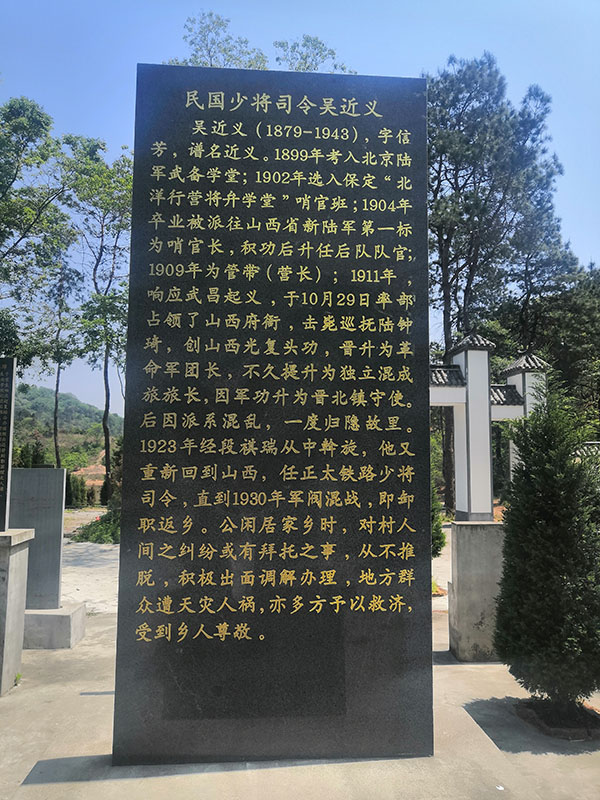 民国少将司令吴近义
吴近义（1879-1943），字信
芳，谱名近义。1899年考入北京陆
军武备学堂；1902年选入保定“北
洋行营将弁学堂”哨官班；1904年
卒业被派往山西省新陆军第一标
为哨官长，积功后升任后队队官；
1909年为管带（营长）；1911年，
响应武昌起义，于10月29日率部
占领了山西府衙，击毙巡抚陆钟
琦，创山西光复头功，晋升为革
命军团长，不久提升为独立混成
旅旅长，因军功升为晋北镇守使。
后因派系混乱，一度归隐故里。
1923年经段祺瑞从中斡旋，他又
重新回到山西，任正太铁路少将
司令，直到1930年军阀混战，即卸
职返乡。公闲居家乡时，对村人
间之纠纷或有拜托之事，从不推
脱，积极出面调解办理，地方群
众遭天灾人祸，亦多方予以救济，
受到乡人尊敬。